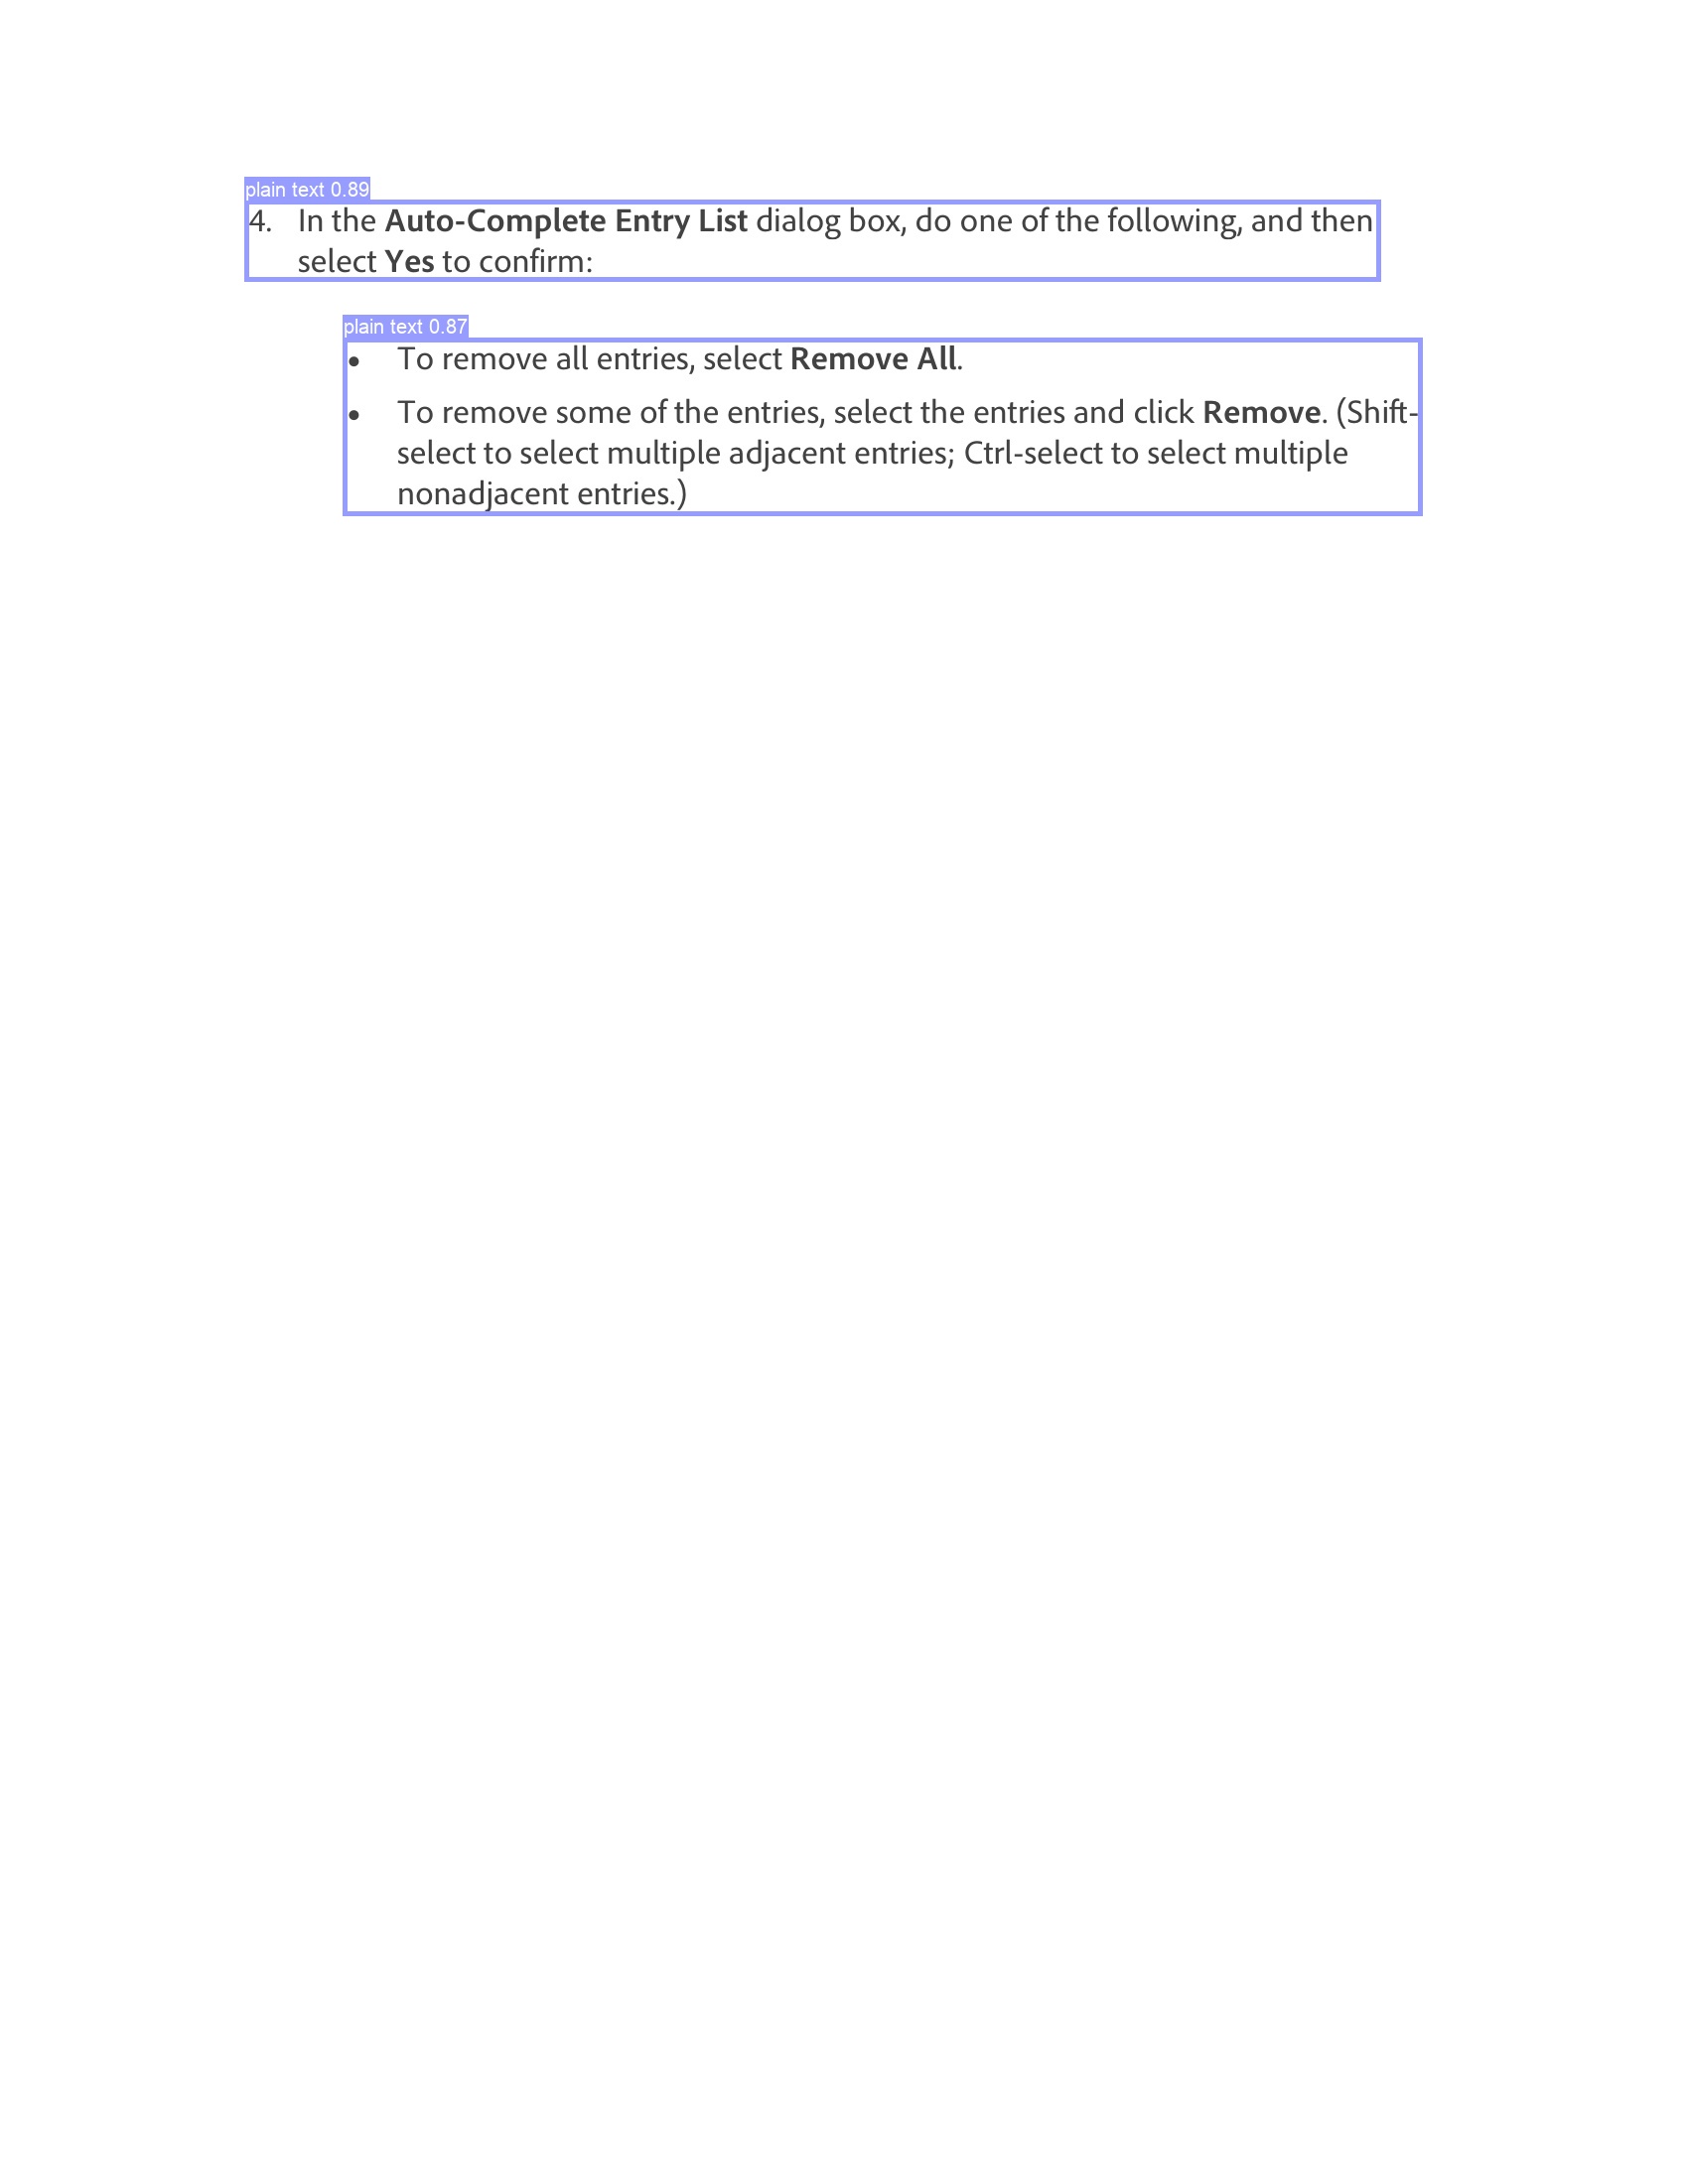 plain text 0.89
4. In the Auto-Complete Entry List dialog box, do one of the following, and then
select Yes to confirm:
plain text 0.87
• To remove all entries, select Remove All.
• To remove some of the entries, select the entries and click Remove. (Shift-
select to select multiple adjacent entries; Ctrl-select to select multiple
nonadjacent entries.)